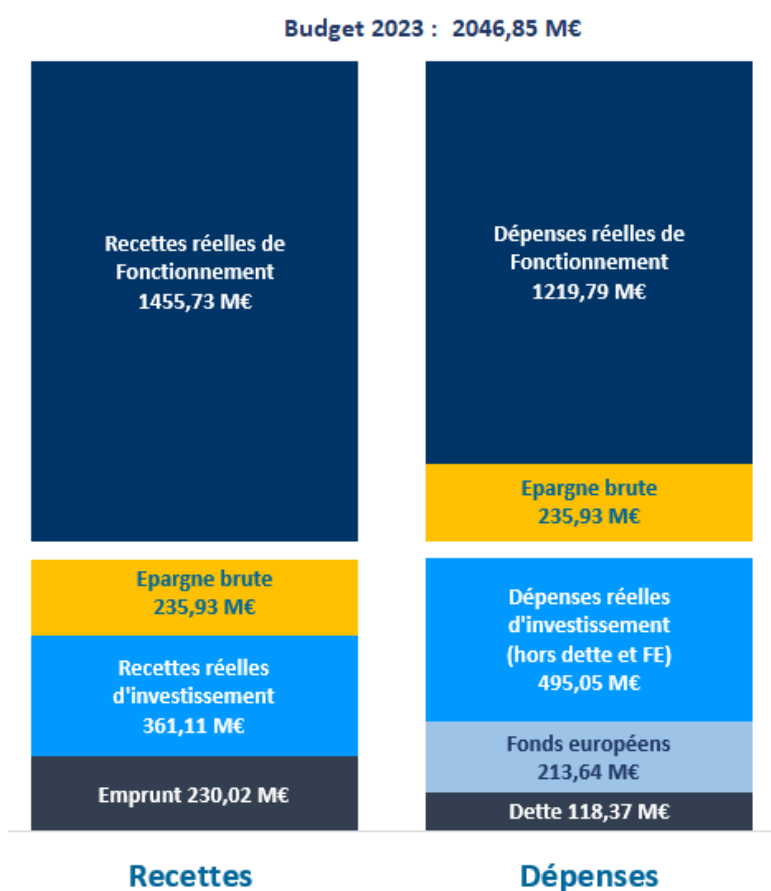 Budget 2023 : 2046,85 M€
Recettes réelles de
Fonctionnement
1455,73 M€
Epargne brute
235,93 M€
Recettes réelles
d'investissement
361,11 M€
Emprunt 230,02 M€
Recettes
Dépenses réelles de
Fonctionnement
1219,79 M€
Epargne brute
235,93 M€
Dépenses réelles
d'investissement
(hors dette et FE)
495,05 M€
Fonds européens
213,64 M€
Dette 118,37 M€
Dépenses